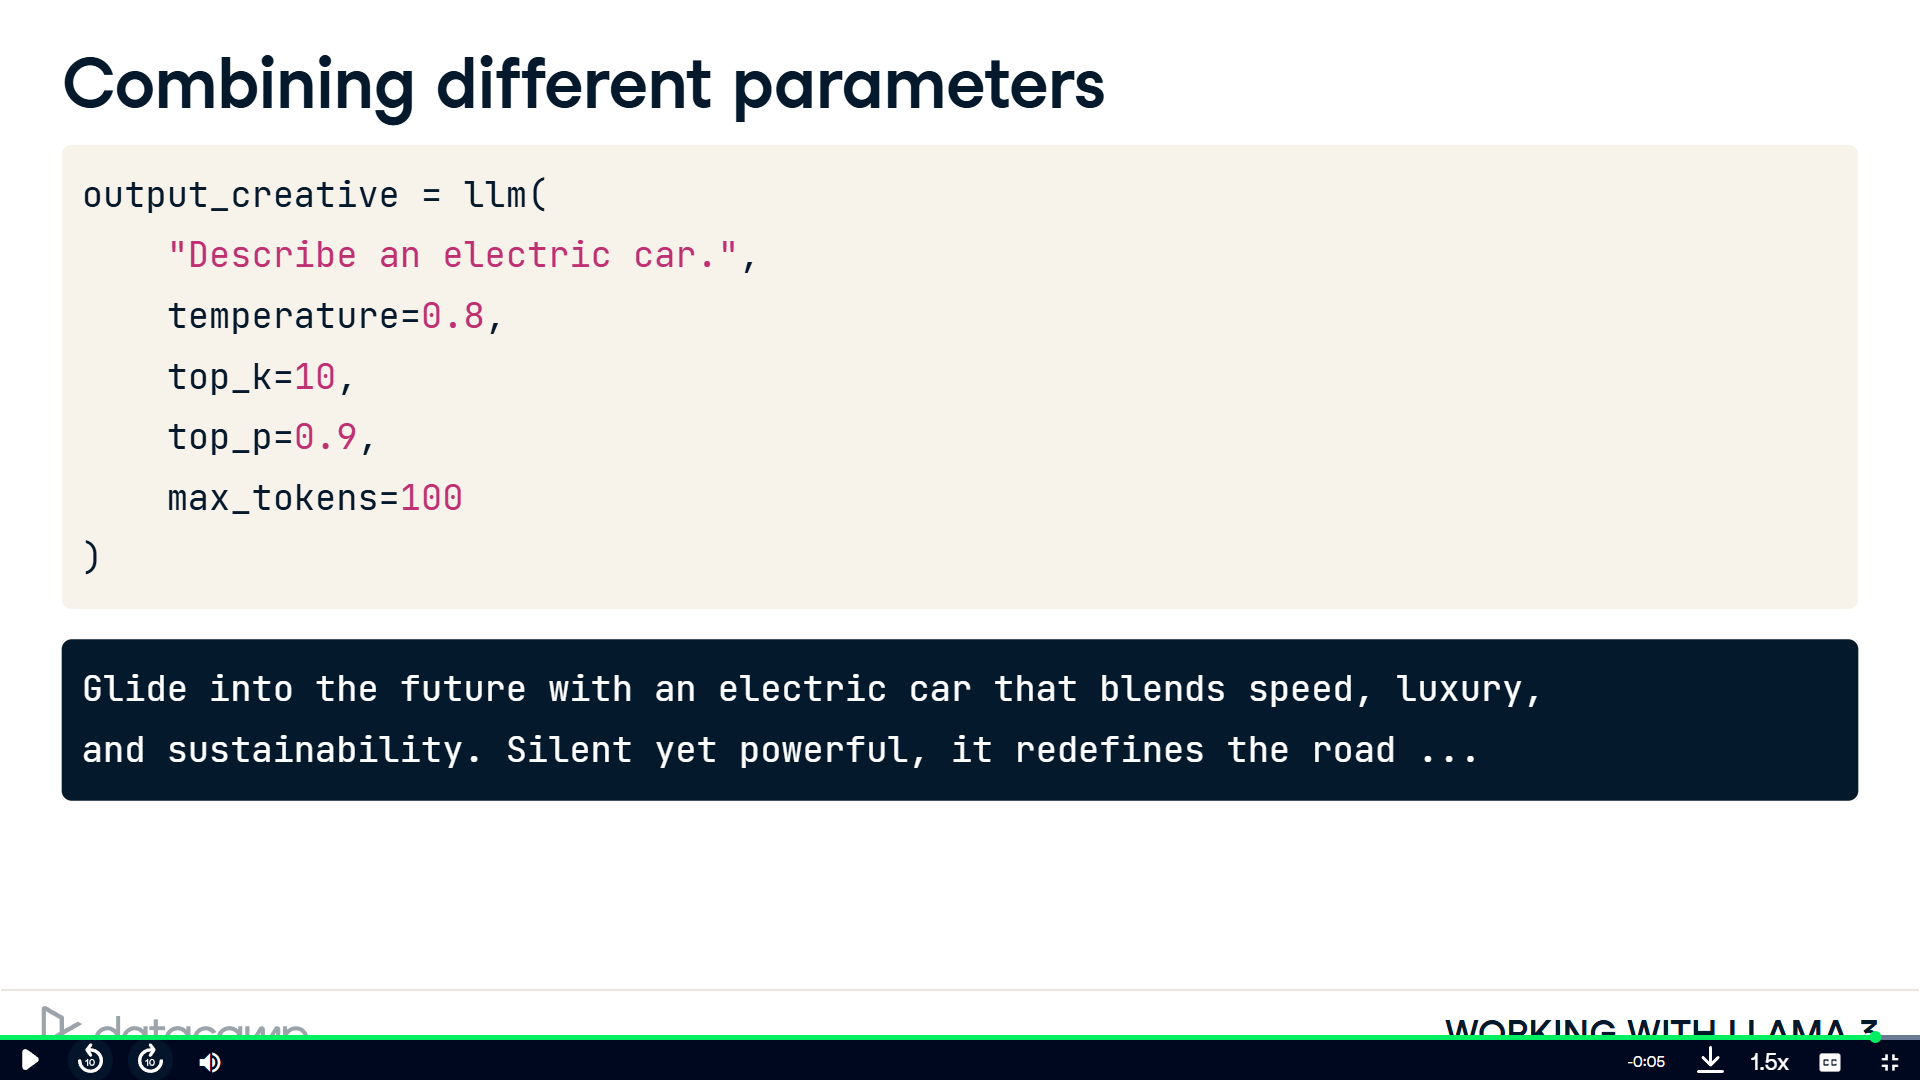 Combining different parameters
output_creative = llm(
    "Describe an electric car.",
    temperature=0.8,
    top_k=10,
    top_p=0.9,
    max_tokens=100
)
Glide into the future with an electric car that blends speed, luxury,
and sustainability. Silent yet powerful, it redefines the road ...
datacamp
WORKING WITH LLAMA 3
10
10
-0:05
1.5x
CC